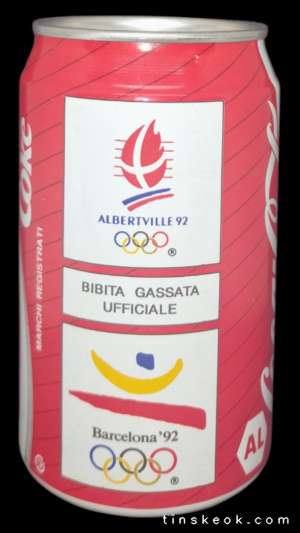 Coke
MARCHI REGISTRATI
ALBERTVILLE 92
®
BIBITA GASSATA
UFFICIALE
Barcelona '92
®
AL
tinskeok.com